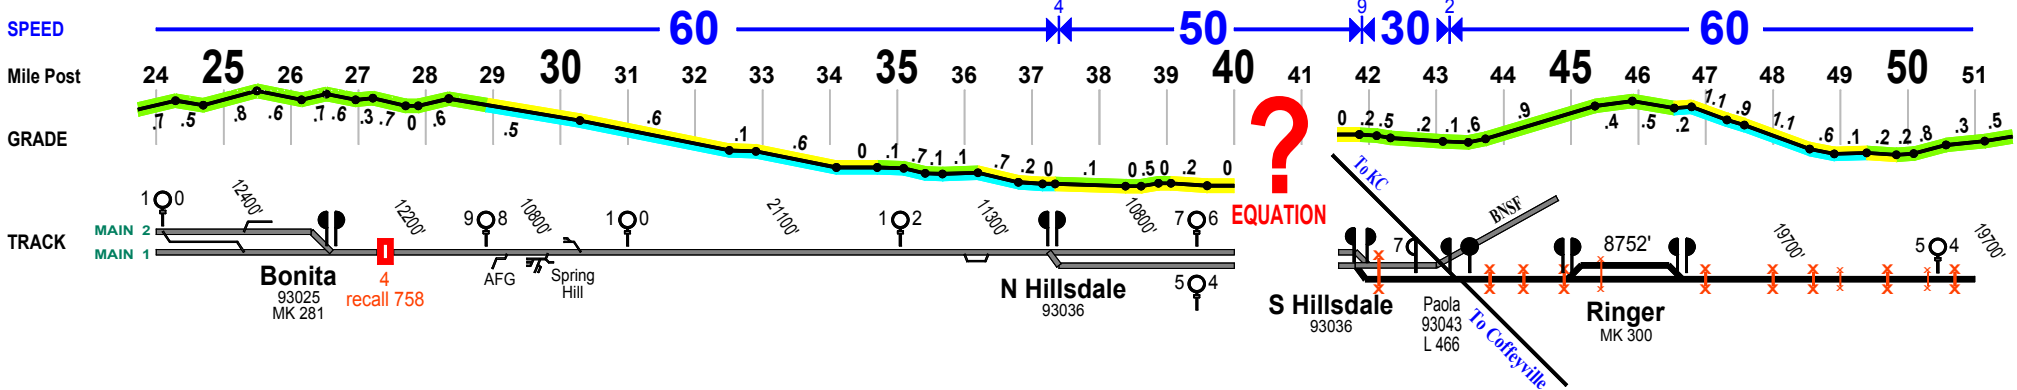 4 9 2
SPEED 60 50 30 60
Mile Post 24 25 26 27 28 29 30 31 32 33 34 35 36 37 38 39 40 41 42 43 44 45 46 47 48 49 50 51
GRADE .7 .5 .8 .6 .7 .6 .3 .7 0 .6 .5 .6 .1 .6 0 .1 .7 .1 .1 .7 .2 0 .1 0 .5 0 .2 0 ? 0 .2 .5 .2 .1 .6 .9 .4 .5 .2 1.1 .9 1.1 .6 .1 .2 .2 .8 .3 .5
EQUATION
To KC
BNSF
1 0 12400' 12200' 9 8 10800' 1 0 21100' 1 2 11300' 10800' 7 6 7 8752' 19700' 5 4 19700'
TRACK
MAIN 2
MAIN 1
Bonita
93025
MK 281
4
recall 758
AFG
Spring
Hill
N Hillsdale
93036
5 4
S Hillsdale
93036
Paola
93043
L 466
To Coffeyville
Ringer
MK 300